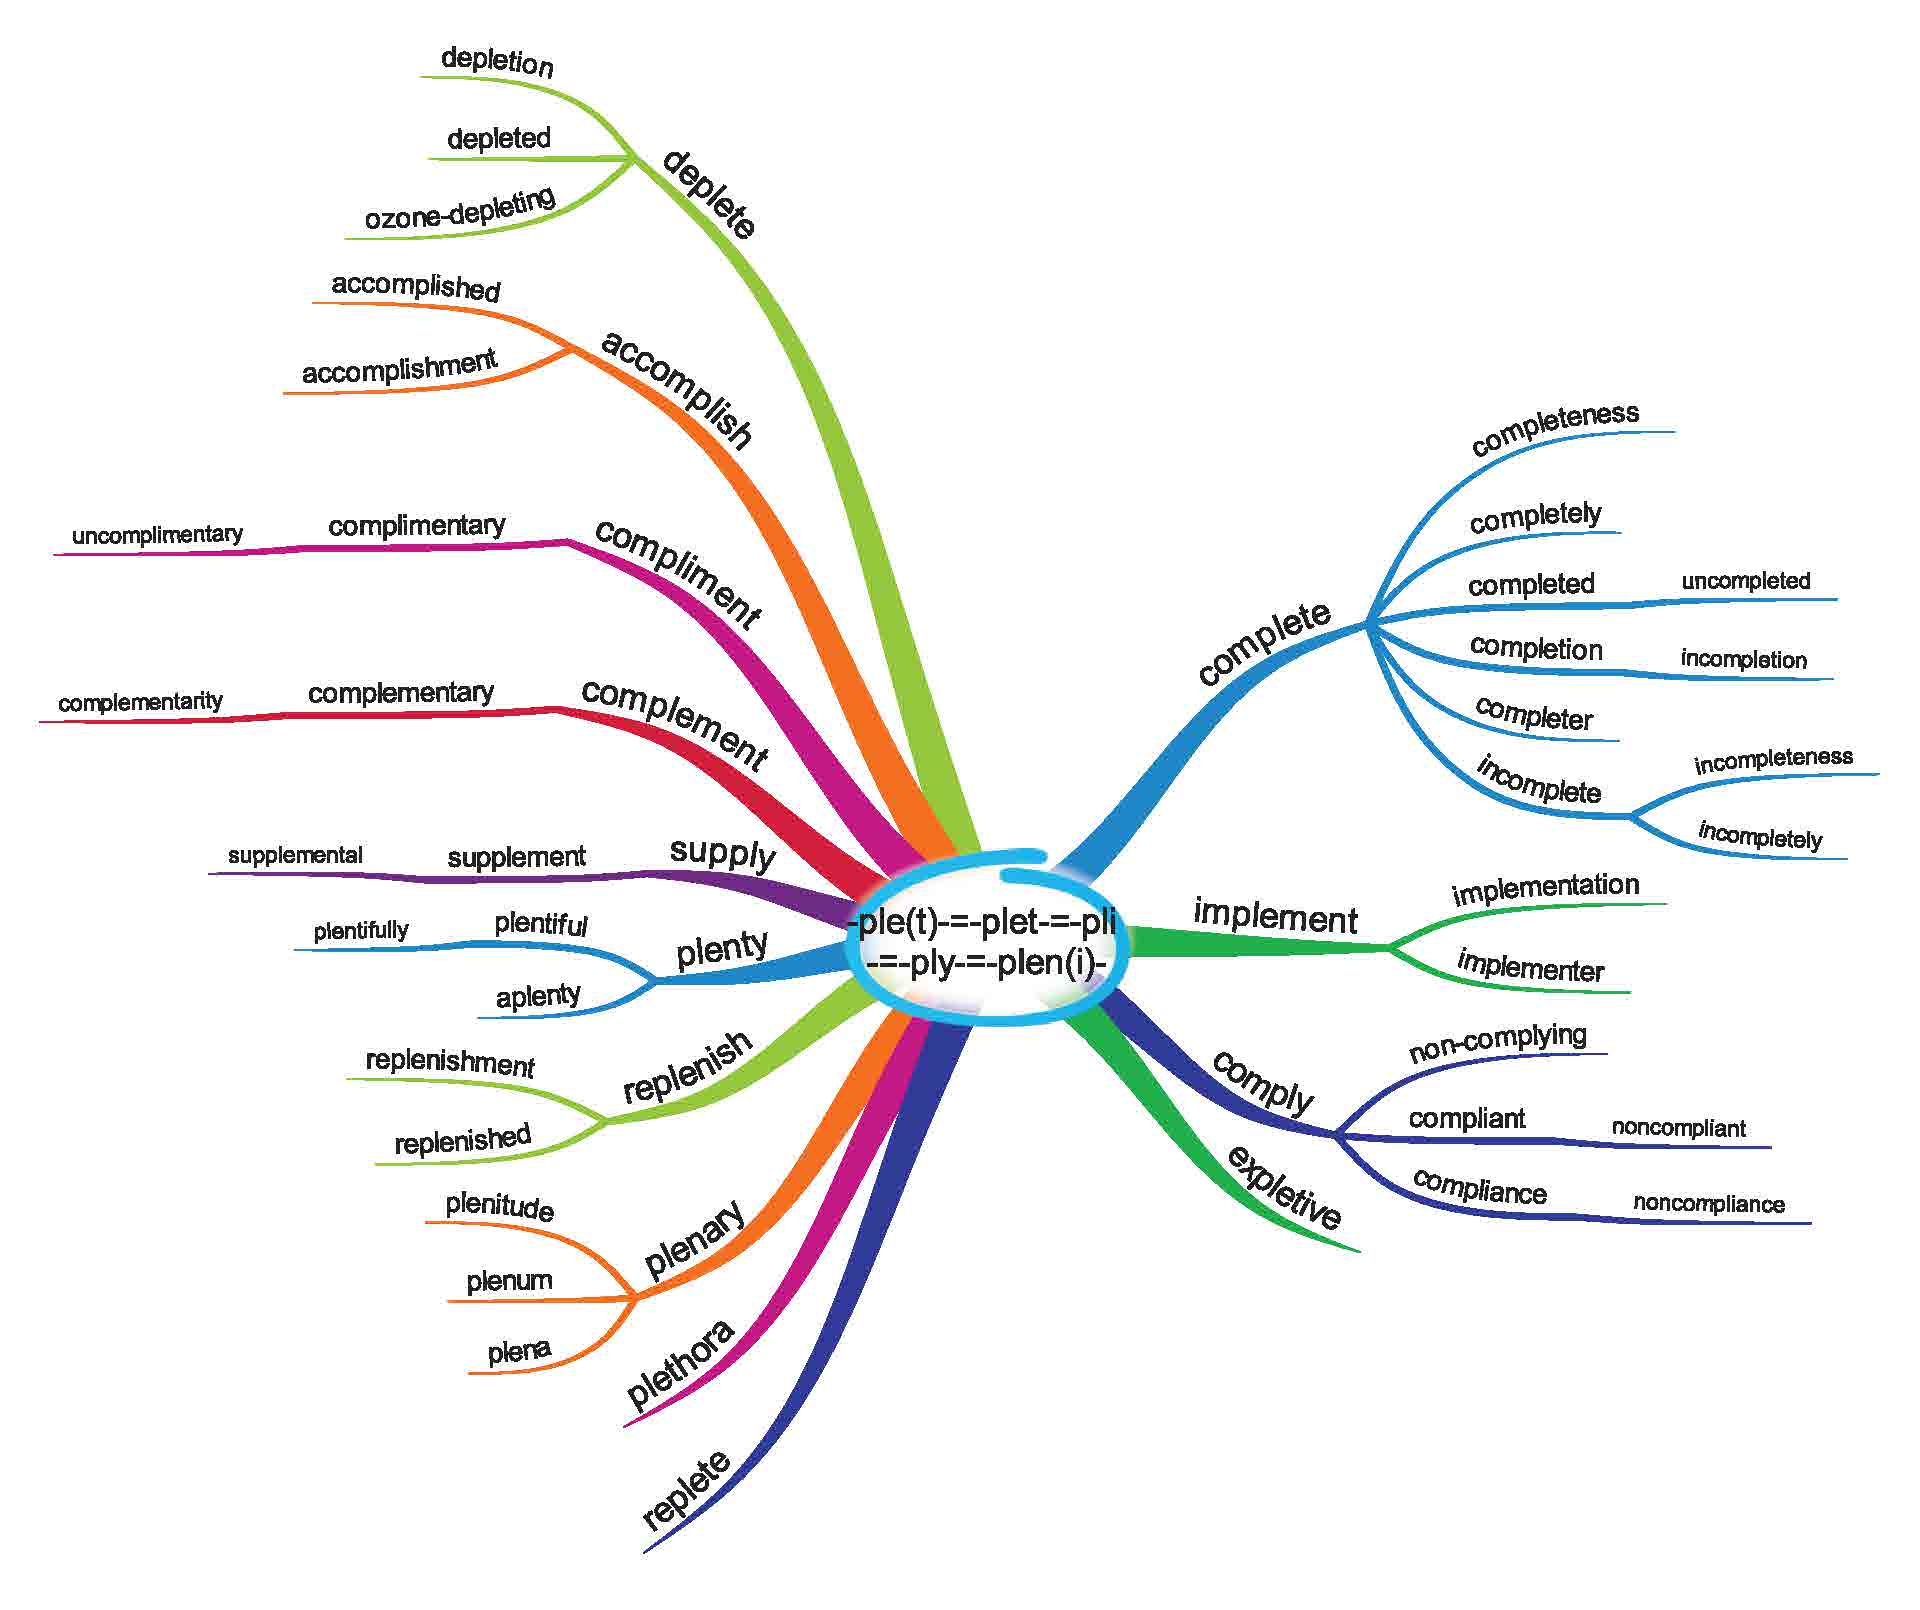 -ple(t)-=-plet-=-pli
-=-ply-=-plen(i)-
complete
completeness
completely
completed
uncompleted
completion
incompletion
completer
incomplete
incompleteness
incompletely
implement
implementation
implementer
comply
non-complying
compliant
noncompliant
compliance
noncompliance
expletive
deplete
depletion
depleted
ozone-depleting
accomplish
accomplished
accomplishment
compliment
complimentary
uncomplimentary
complement
complementary
complementarity
supply
supplement
supplemental
plenty
plentiful
plentifully
aplenty
replenish
replenishment
replenished
plenary
plenitude
plenum
plena
plethora
replete